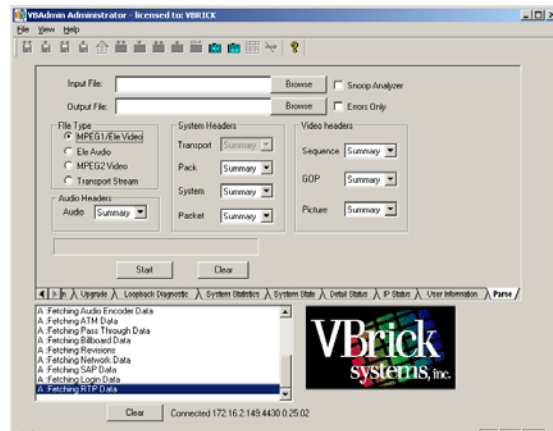 VBAdmin Administrator - licensed to: VBRICK
File View Help
Input File: Browse Snoop Analyzer
Output File: Browse Errors Only
File Type
MPEG1/Ele Video
Ele Audio
MPEG2 Video
Transport Stream
Audio Headers
Audio Summary
System Headers
Transport Summary
Pack Summary
System Summary
Packet Summary
Video headers
Sequence Summary
GOP Summary
Picture Summary
Start Clear
n Upgrade Loopback Diagnostic System Statistics System State Detail Status IP Status User Information Parse
A :Fetching Audio Encoder Data
A :Fetching ATM Data
A :Fetching Pass Through Data
A :Fetching Billboard Data
A :Fetching Revisions
A :Fetching Network Data
A :Fetching SAP Data
A :Fetching Login Data
A :Fetching RTP Data
VBrick
systems, inc.
Clear Connected 172.16.2.149:4430 0:25:02